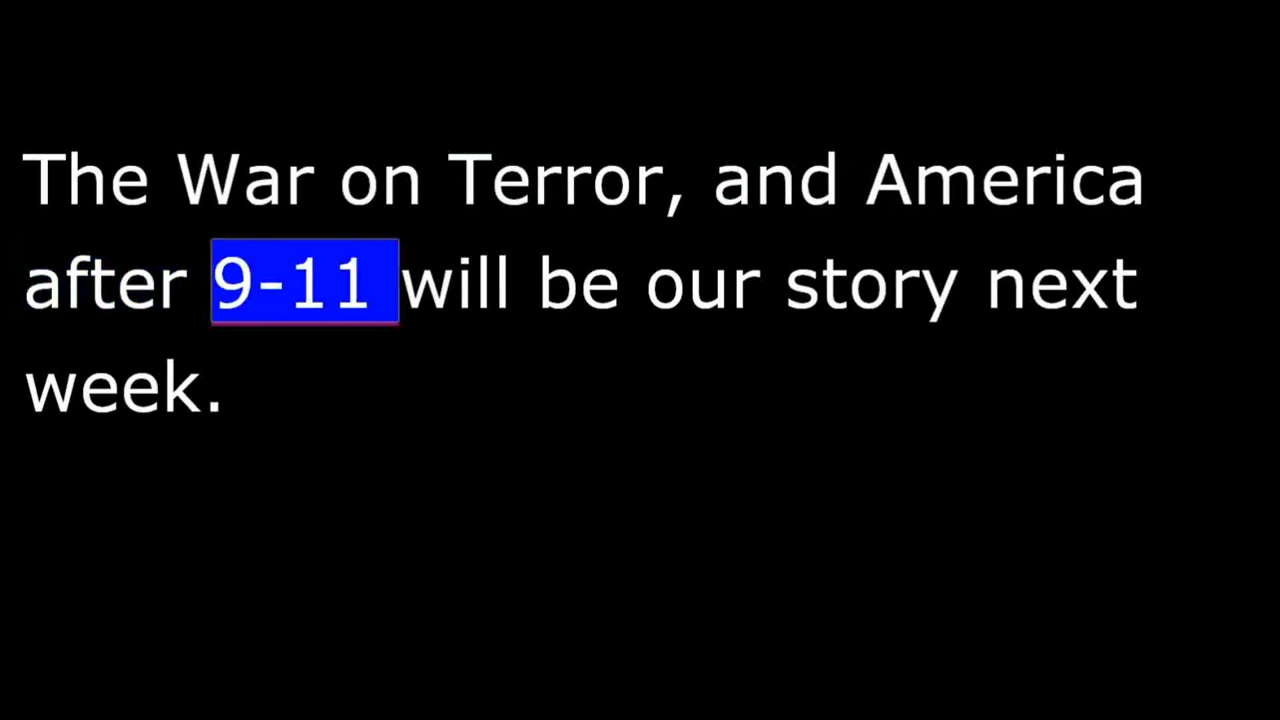 The War on Terror, and America
after 9-11 will be our story next
week.